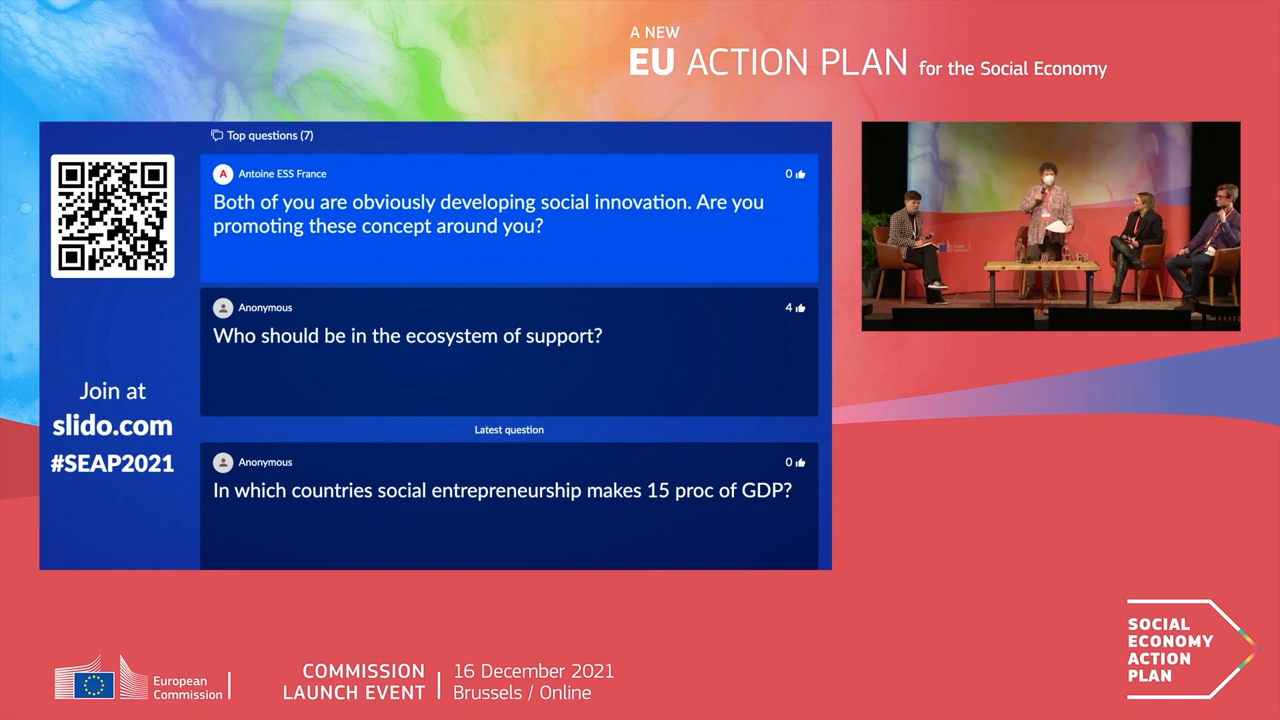 A NEW
EU ACTION PLAN for the Social Economy
Top questions (7)
A Antoine ESS France 0
Both of you are obviously developing social innovation. Are you
promoting these concept around you?
Anonymous 4
Who should be in the ecosystem of support?
Join at
slido.com
#SEAP2021
Latest question
Anonymous 0
In which countries social entrepreneurship makes 15 proc of GDP?
European
Commission
COMMISSION
LAUNCH EVENT
16 December 2021
Brussels / Online
SOCIAL
ECONOMY
ACTION
PLAN